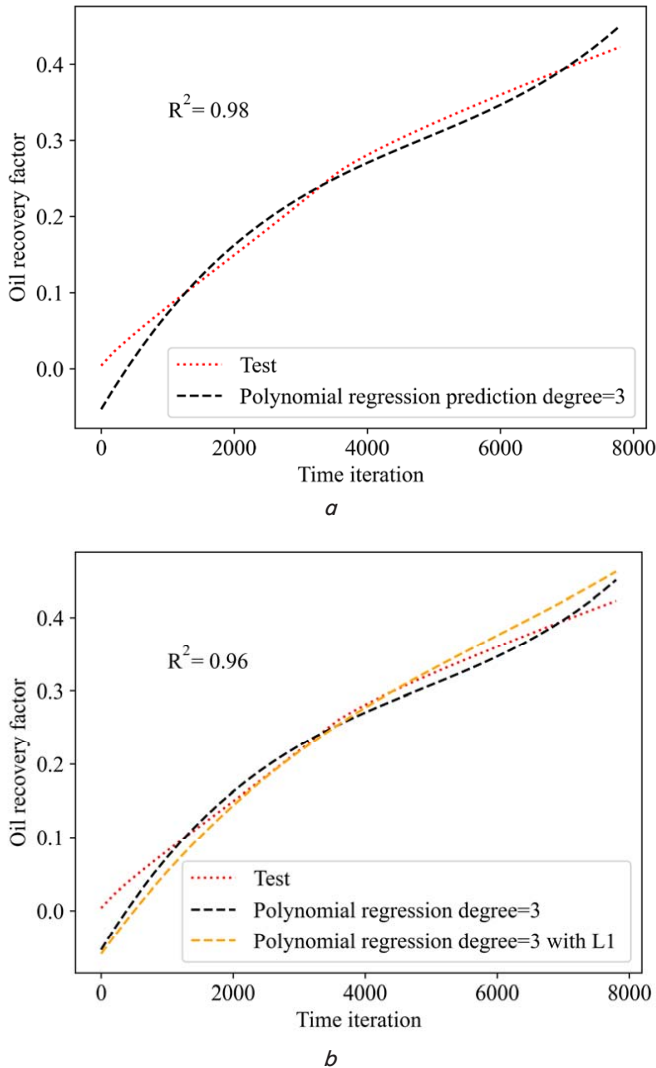 0.4
R²= 0.98
0.3
Oil recovery factor
0.2
0.1
0.0
Test
Polynomial regression prediction degree=3
0 2000 4000 6000 8000
Time iteration
a
0.4
R²= 0.96
0.3
Oil recovery factor
0.2
0.1
0.0
Test
Polynomial regression degree=3
Polynomial regression degree=3 with L1
0 2000 4000 6000 8000
Time iteration
b